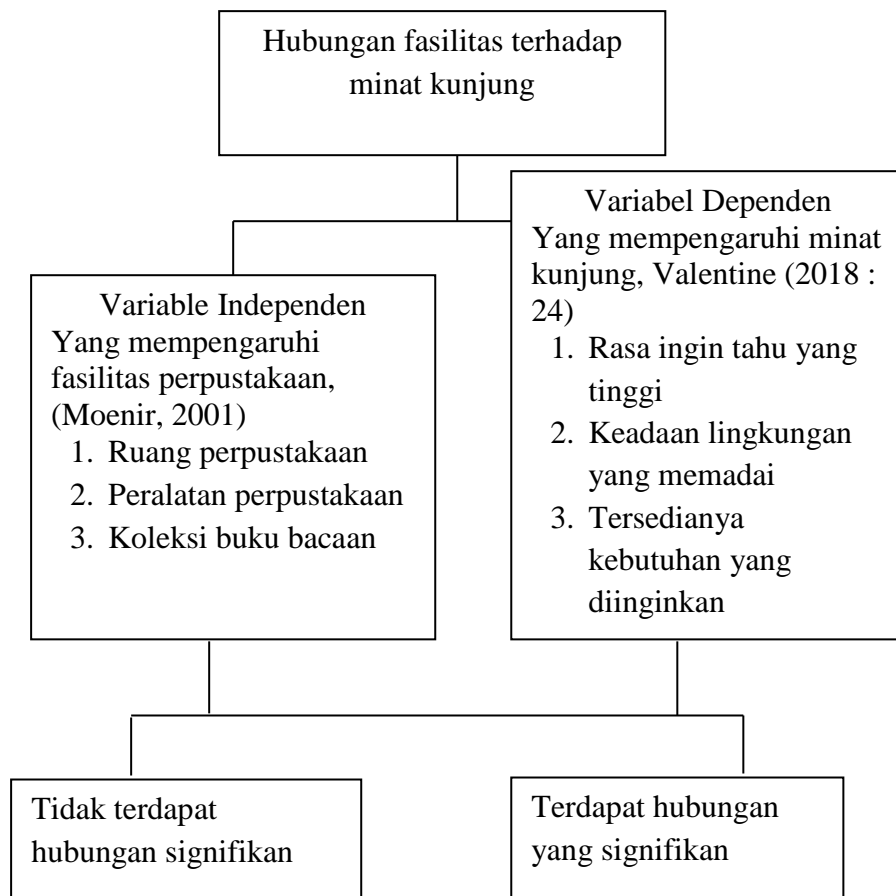 Hubungan fasilitas terhadap
minat kunjung
Variable Independen
Yang mempengaruhi
fasilitas perpustakaan,
(Moenir, 2001)
1. Ruang perpustakaan
2. Peralatan perpustakaan
3. Koleksi buku bacaan
Variabel Dependen
Yang mempengaruhi minat
kunjung, Valentine (2018 :
24)
1. Rasa ingin tahu yang
tinggi
2. Keadaan lingkungan
yang memadai
3. Tersedianya
kebutuhan yang
diinginkan
Tidak terdapat
hubungan signifikan
Terdapat hubungan
yang signifikan